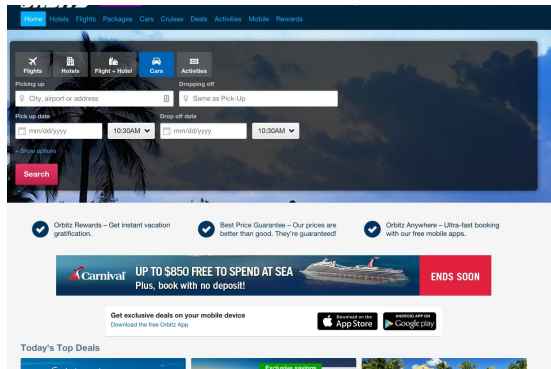 Home Hotels Flights Packages Cars Cruises Deals Activities Mobile Rewards
Flights Hotels Flight + Hotel Cars Activities
Picking up Dropping off
City, airport or address Same as Pick-Up
Pick up date Drop off date
mm/dd/yyyy 10:30AM mm/dd/yyyy 10:30AM
+ Show options
Search
Orbitz Rewards – Get instant vacation gratification.
Best Price Guarantee – Our prices are better than good. They're guaranteed!
Orbitz Anywhere – Ultra-fast booking with our free mobile apps.
Carnival UP TO $850 FREE TO SPEND AT SEA
Plus, book with no deposit!
ENDS SOON
Get exclusive deals on your mobile device
Download the free Orbitz App
Download on the
App Store
ANDROID APP ON
Google play
Today's Top Deals
Exclusive savings